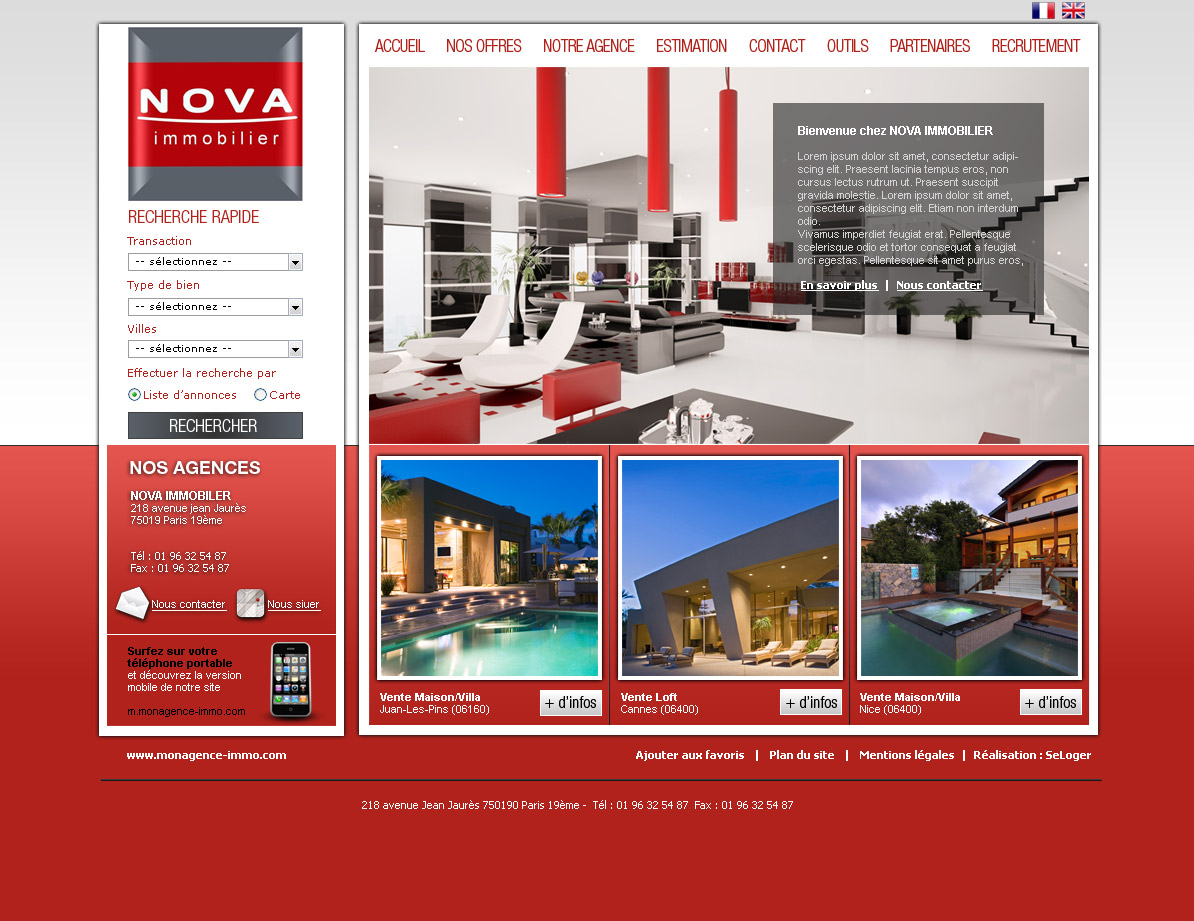 NOVA
immobilier
ACCUEIL NOS OFFRES NOTRE AGENCE ESTIMATION CONTACT OUTILS PARTENAIRES RECRUTEMENT
RECHERCHE RAPIDE
Transaction
-- sélectionnez --
Type de bien
-- sélectionnez --
Villes
-- sélectionnez --
Effectuer la recherche par
Liste d'annonces Carte
RECHERCHER
Bienvenue chez NOVA IMMOBILIER
Lorem ipsum dolor sit amet, consectetur adipi-
scing elit. Praesent lacinia tempus eros, non
cursus lectus rutrum ut. Praesent suscipit
gravida molestie. Lorem ipsum dolor sit amet,
consectetur adipiscing elit. Etiam non interdum
odio.
Vivamus imperdiet feugiat erat. Pellentesque
scelerisque odio et tortor consequat a feugiat
orci egestas. Pellentesque sit amet purus eros,
En savoir plus | Nous contacter
NOS AGENCES
NOVA IMMOBILER
218 avenue jean Jaurès
75019 Paris 19ème
Tél : 01 96 32 54 87
Fax : 01 96 32 54 87
Nous contacter Nous siuer
Surfez sur votre
téléphone portable
et découvrez la version
mobile de notre site
m.monagence-immo.com
Vente Maison/Villa
Juan-Les-Pins (06160)
+ d'infos
Vente Loft
Cannes (06400)
+ d'infos
Vente Maison/Villa
Nice (06400)
+ d'infos
www.monagence-immo.com
Ajouter aux favoris | Plan du site | Mentions légales | Réalisation : SeLoger
218 avenue Jean Jaurès 750190 Paris 19ème - Tél : 01 96 32 54 87 Fax : 01 96 32 54 87